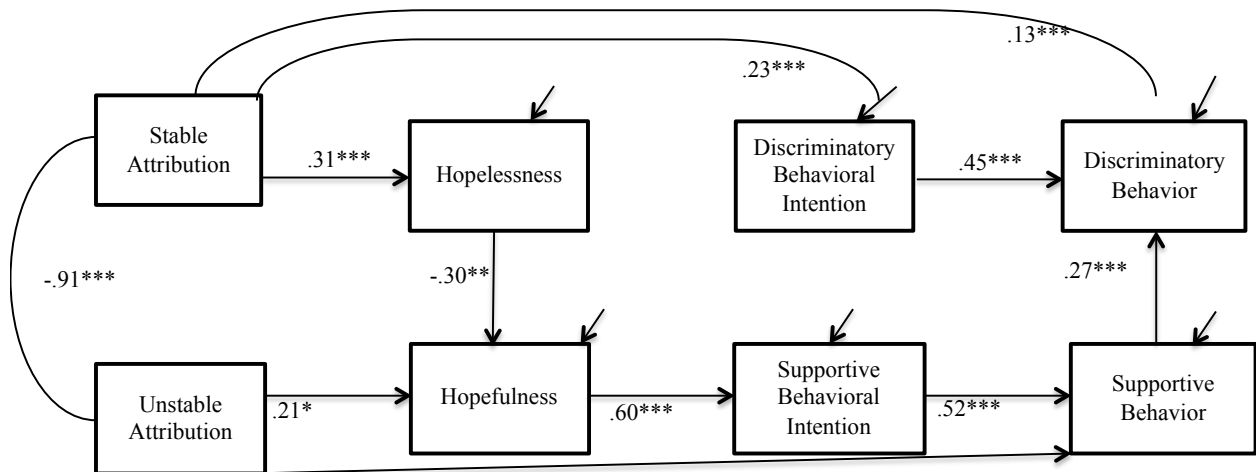 .13***
.23***
Stable
Attribution
.31***
Hopelessness
Discriminatory
Behavioral
Intention
.45***
Discriminatory
Behavior
-.91***
-.30**
.27***
Unstable
Attribution
.21*
Hopefulness
.60***
Supportive
Behavioral
Intention
.52***
Supportive
Behavior